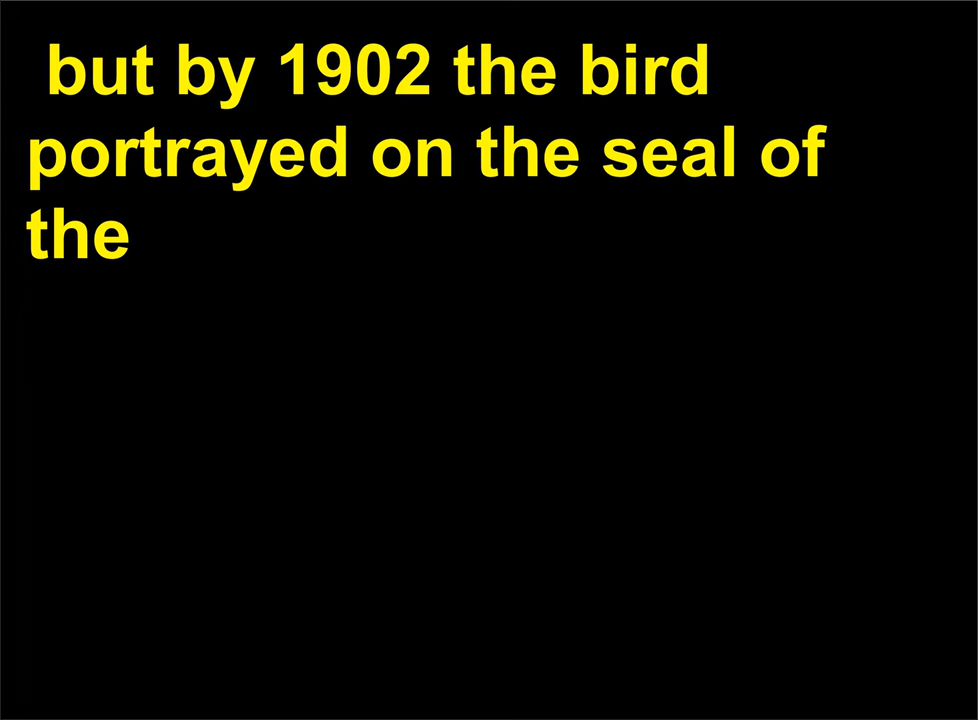 but by 1902 the bird
portrayed on the seal of
the